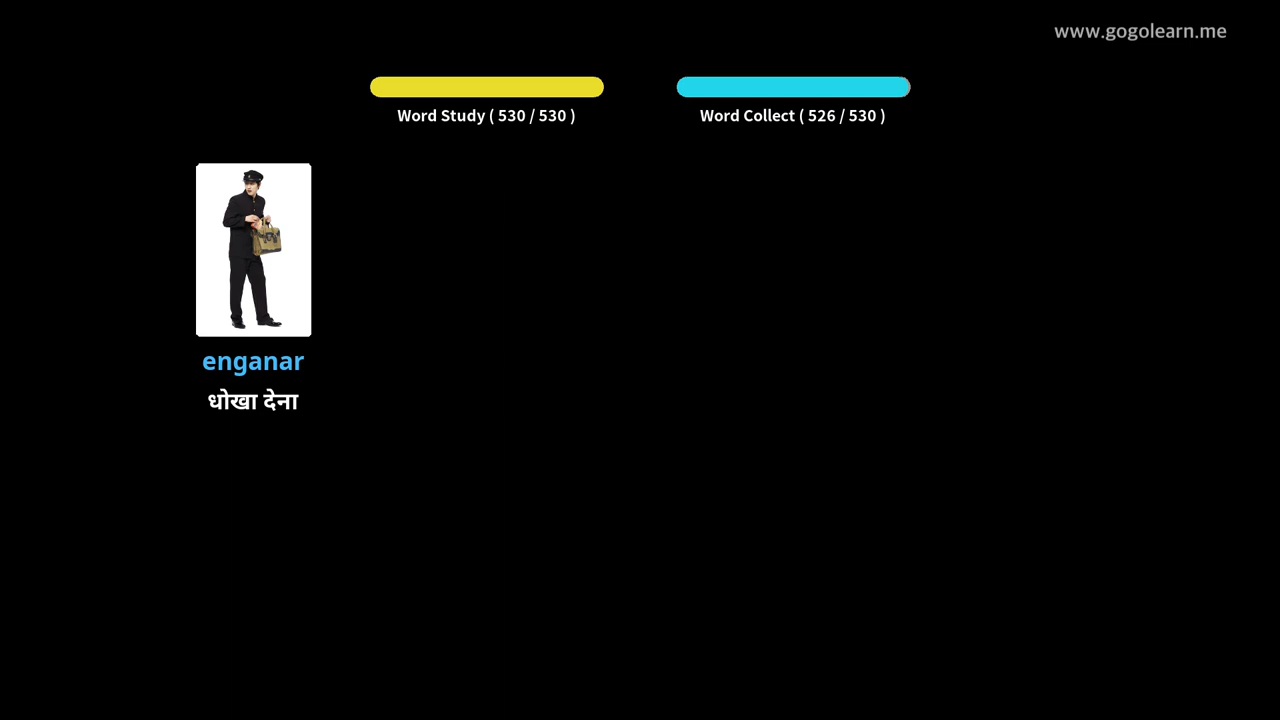 www.gogolearn.me
Word Study ( 530 / 530 )
Word Collect ( 526 / 530 )
enganar
धोखा देना